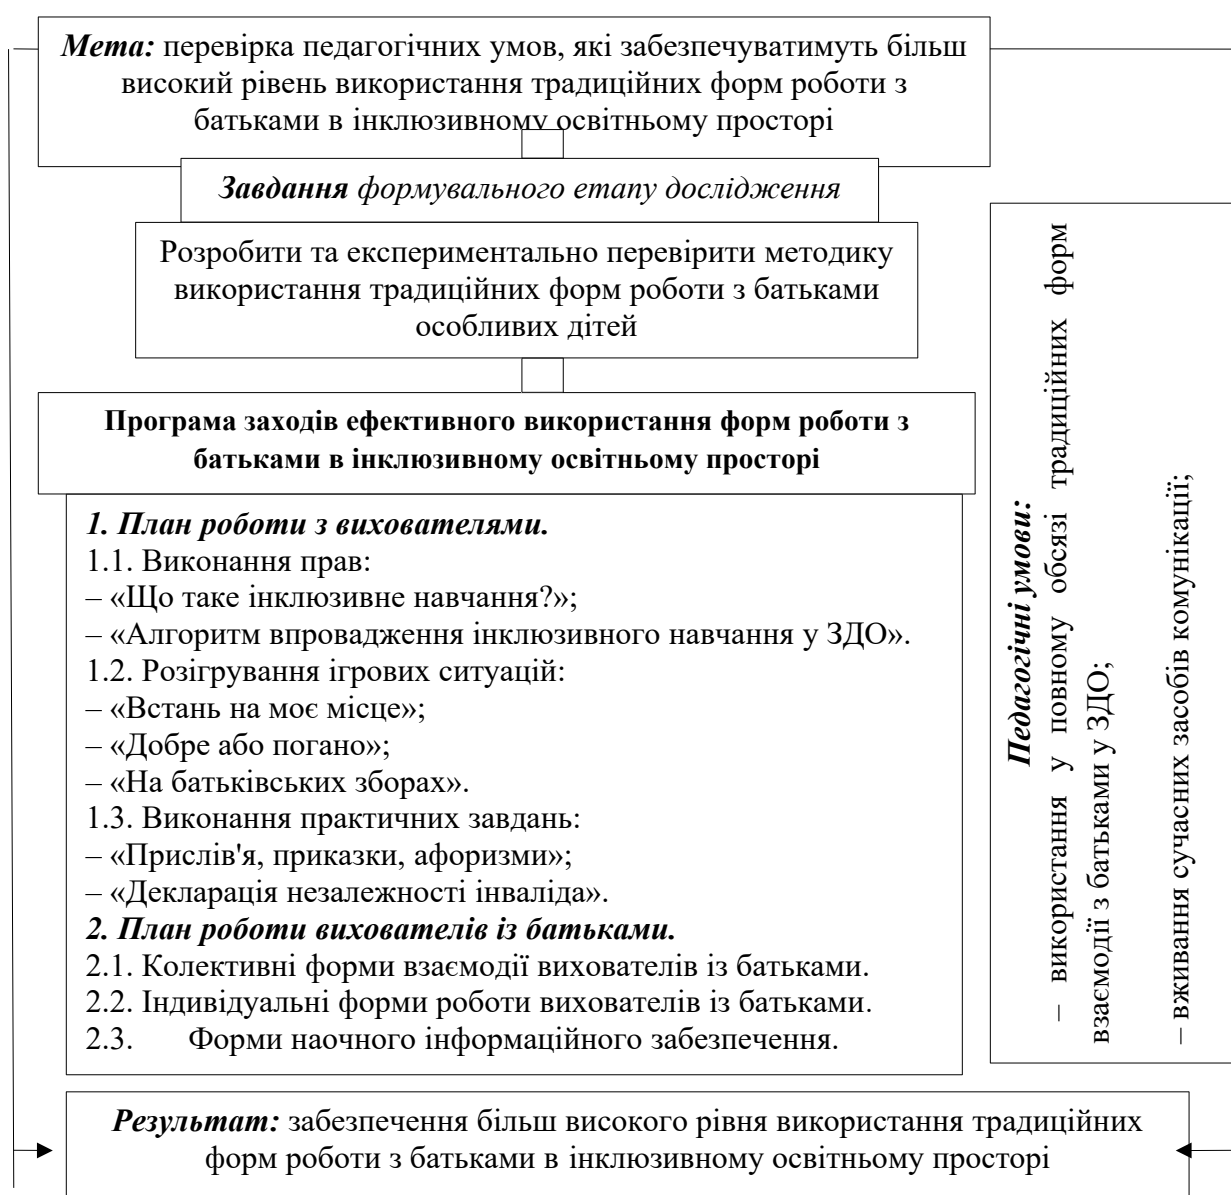 Мета: перевірка педагогічних умов, які забезпечуватимуть більш
високий рівень використання традиційних форм роботи з
батьками в інклюзивному освітньому просторі
Завдання формувального етапу дослідження
Розробити та експериментально перевірити методику
використання традиційних форм роботи з батьками
особливих дітей
Програма заходів ефективного використання форм роботи з
батьками в інклюзивному освітньому просторі
1. План роботи з вихователями.
1.1. Виконання прав:
– «Що таке інклюзивне навчання?»;
– «Алгоритм впровадження інклюзивного навчання у ЗДО».
1.2. Розігрування ігрових ситуацій:
– «Встань на моє місце»;
– «Добре або погано»;
– «На батьківських зборах».
1.3. Виконання практичних завдань:
– «Прислів'я, приказки, афоризми»;
– «Декларація незалежності інваліда».
2. План роботи вихователів із батьками.
2.1. Колективні форми взаємодії вихователів із батьками.
2.2. Індивідуальні форми роботи вихователів із батьками.
2.3. Форми наочного інформаційного забезпечення.
Педагогічні умови:
– використання у повному обсязі традиційних форм
взаємодії з батьками у ЗДО;
– вживання сучасних засобів комунікації;
Результат: забезпечення більш високого рівня використання традиційних
форм роботи з батьками в інклюзивному освітньому просторі